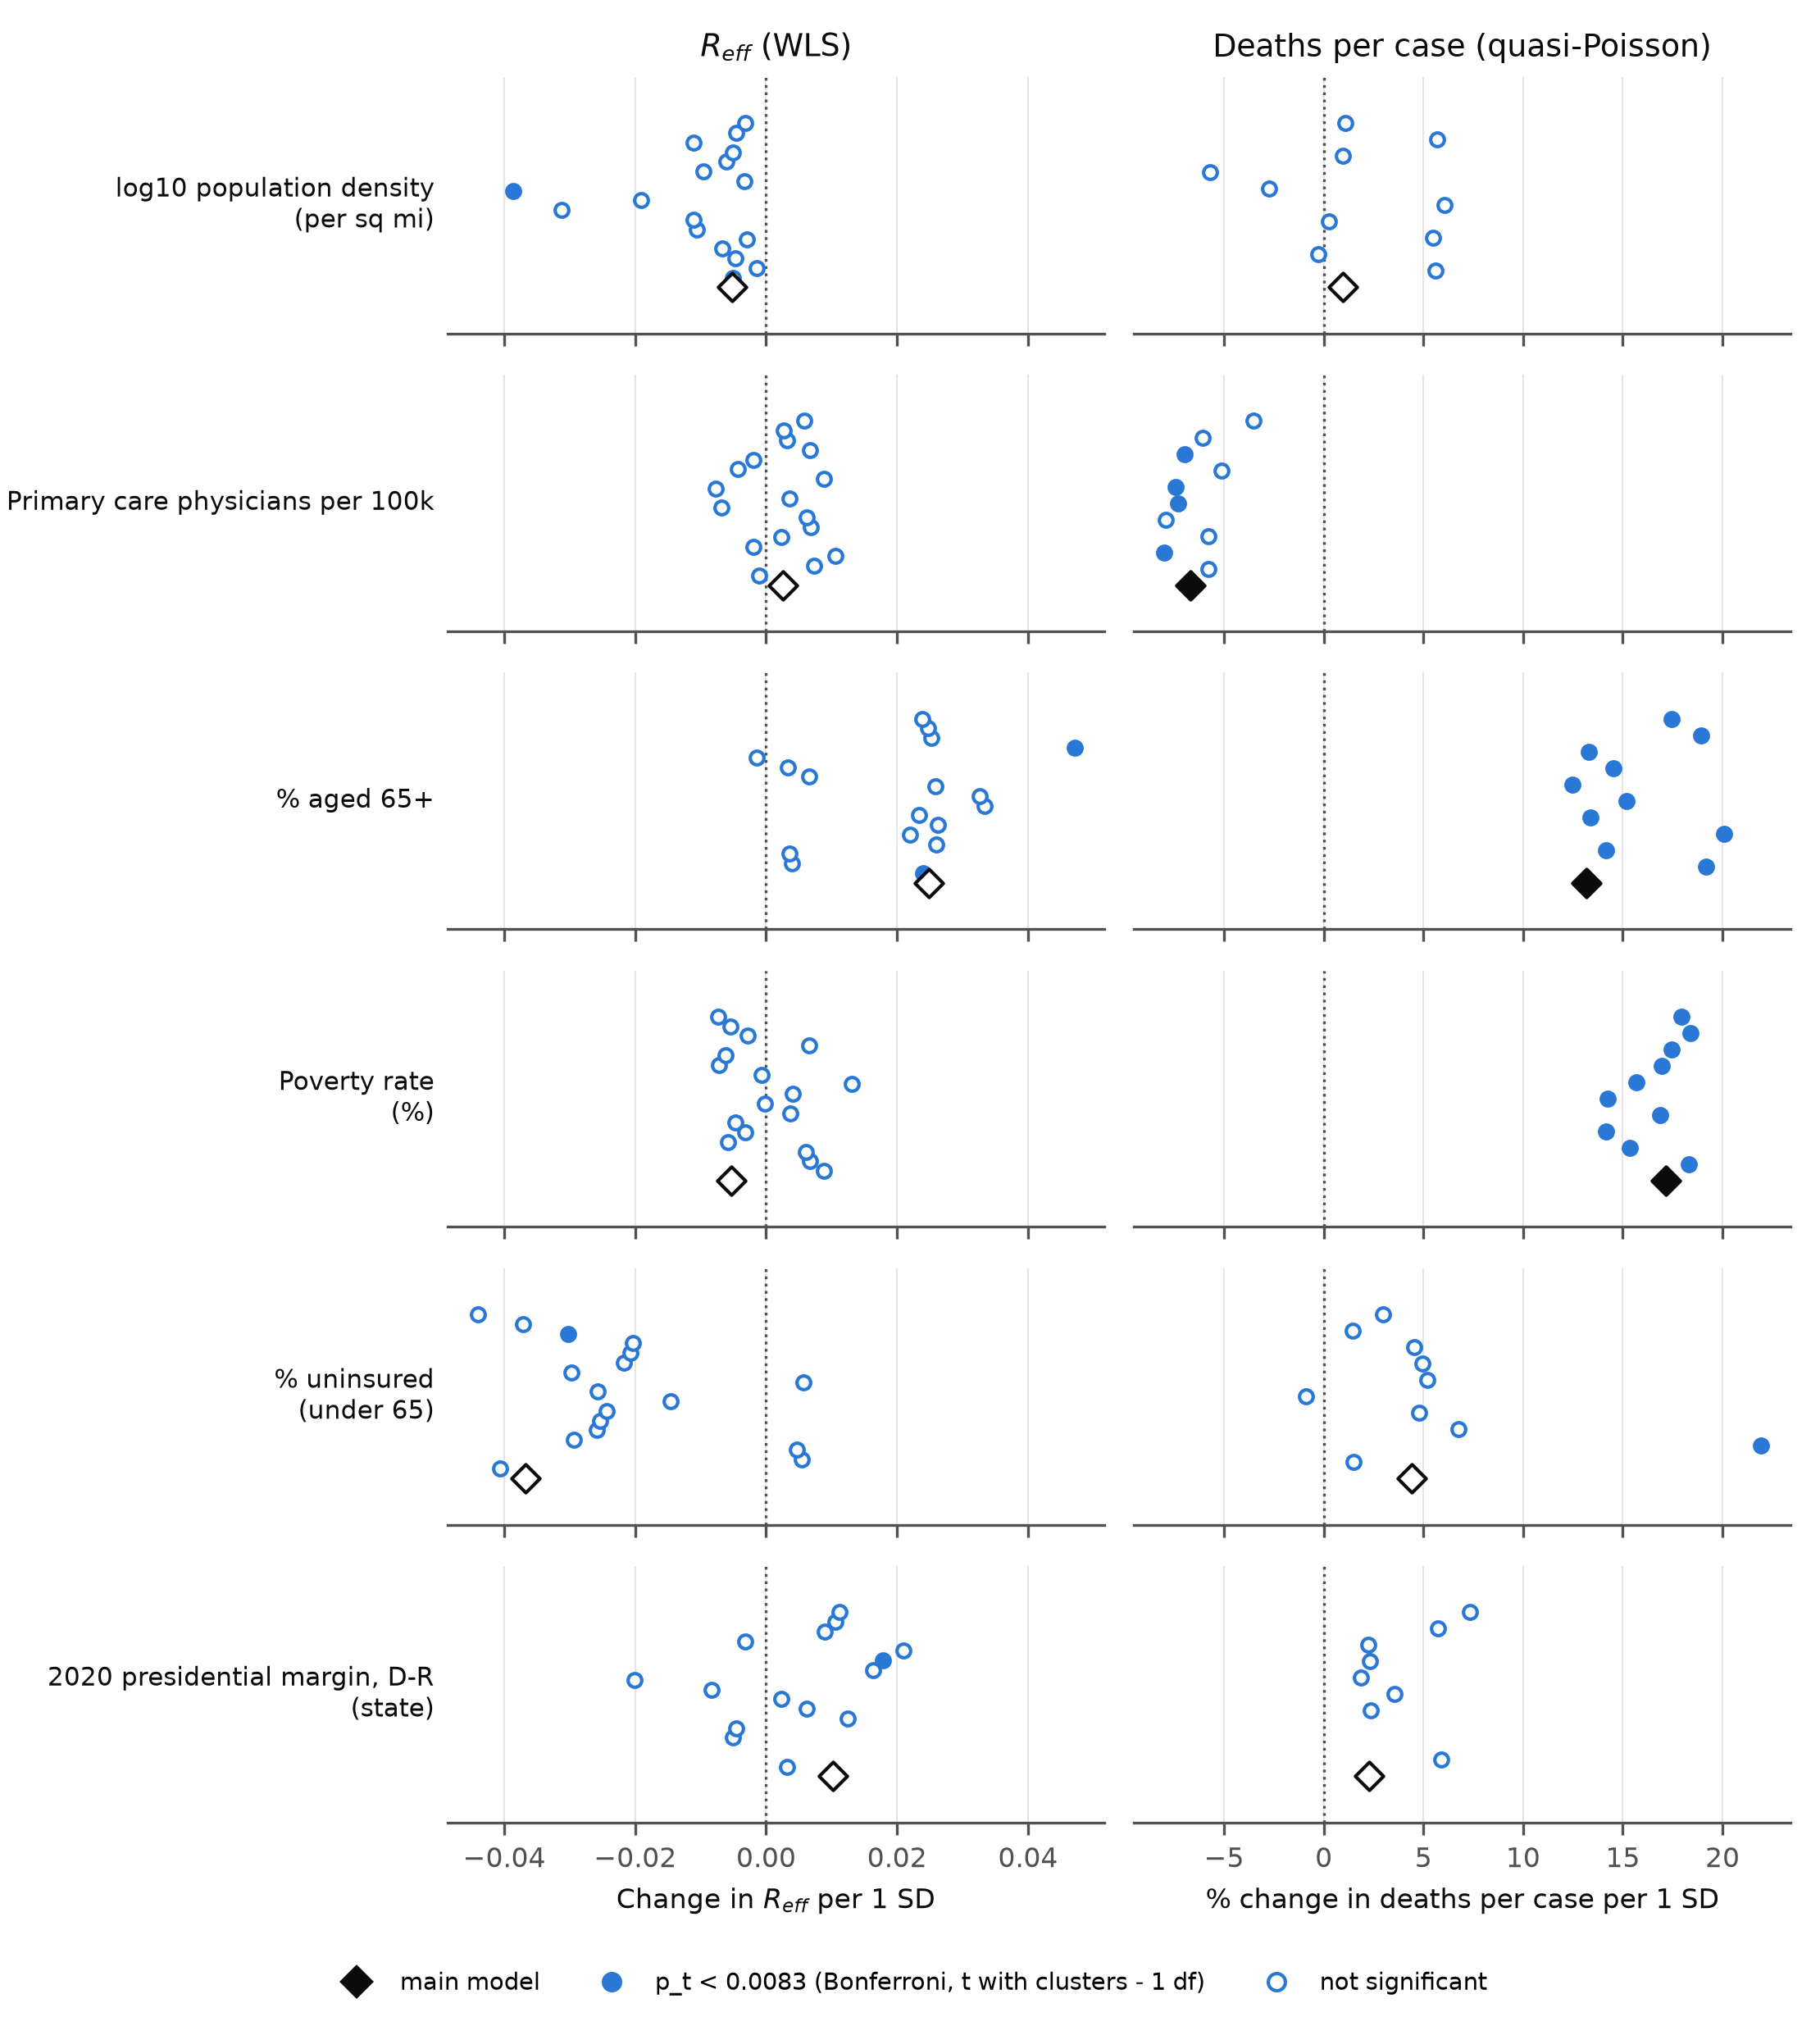 R_eff (WLS)
Deaths per case (quasi-Poisson)
log10 population density
(per sq mi)
Primary care physicians per 100k
% aged 65+
Poverty rate
(%)
% uninsured
(under 65)
2020 presidential margin, D-R
(state)
−0.04 −0.02 0.00 0.02 0.04
−5 0 5 10 15 20
Change in R_eff per 1 SD
% change in deaths per case per 1 SD
main model
p_t < 0.0083 (Bonferroni, t with clusters - 1 df)
not significant